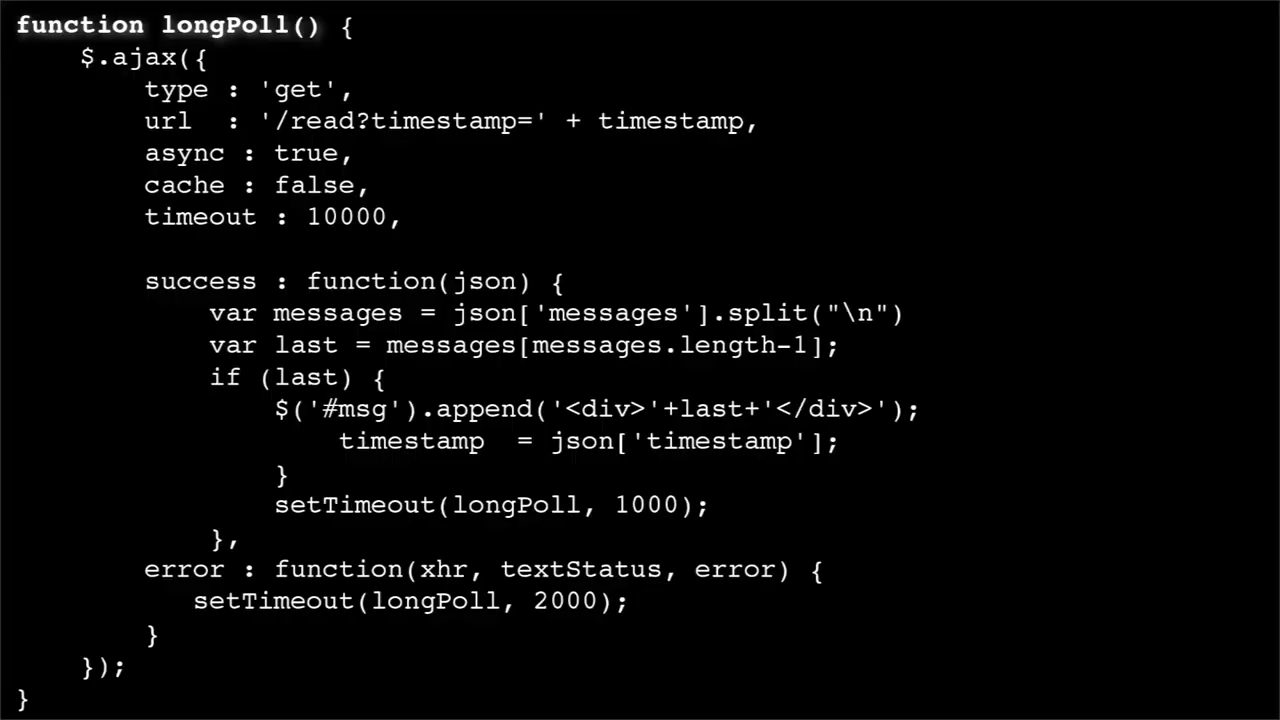 function longPoll() {
    $.ajax({
        type : 'get',
        url  : '/read?timestamp=' + timestamp,
        async : true,
        cache : false,
        timeout : 10000,

        success : function(json) {
            var messages = json['messages'].split("\n")
            var last = messages[messages.length-1];
            if (last) {
                $('#msg').append('<div>'+last+'</div>');
                    timestamp  = json['timestamp'];
                }
                setTimeout(longPoll, 1000);
            },
        error : function(xhr, textStatus, error) {
           setTimeout(longPoll, 2000);
        }
    });
}